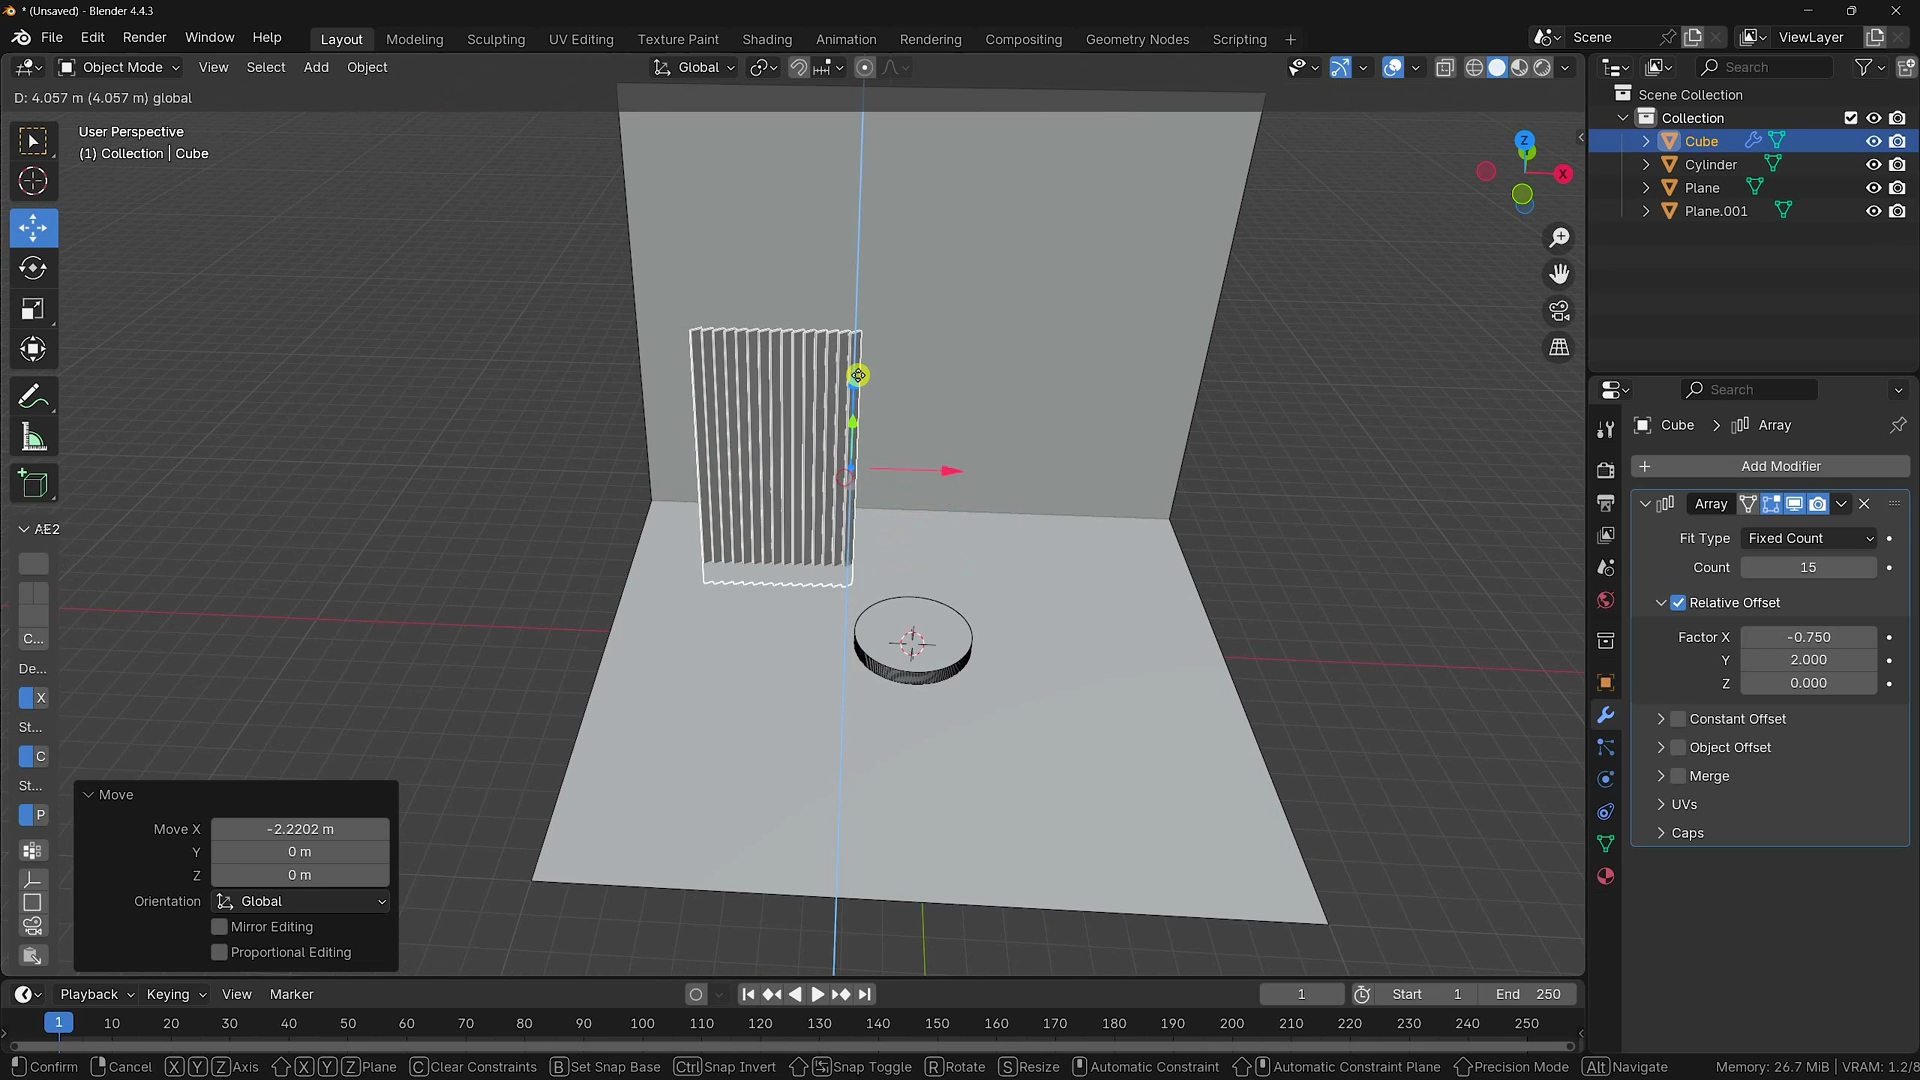 * (Unsaved) - Blender 4.4.3
File Edit Render Window Help
Layout Modeling Sculpting UV Editing Texture Paint Shading Animation Rendering Compositing Geometry Nodes Scripting
Scene ViewLayer
Object Mode View Select Add Object
Global
Search
D: 4.057 m (4.057 m) global
User Perspective
(1) Collection | Cube
Z
X
Scene Collection
Collection
Cube
Cylinder
Plane
Plane.001
AE2
C...
De...
X
St...
C
St...
P
Move
Move X -2.2202 m
Y 0 m
Z 0 m
Orientation Global
Mirror Editing
Proportional Editing
Search
Cube > Array
Add Modifier
Array
Fit Type Fixed Count
Count 15
Relative Offset
Factor X -0.750
Y 2.000
Z 0.000
Constant Offset
Object Offset
Merge
UVs
Caps
Playback Keying View Marker
1 Start 1 End 250
1 10 20 30 40 50 60 70 80 90 100 110 120 130 140 150 160 170 180 190 200 210 220 230 240 250
Confirm Cancel X Y Z Axis X Y Z Plane C Clear Constraints B Set Snap Base Ctrl Snap Invert Snap Toggle R Rotate S Resize Automatic Constraint Automatic Constraint Plane Precision Mode Alt Navigate Memory: 26.7 MiB | VRAM: 1.2/8